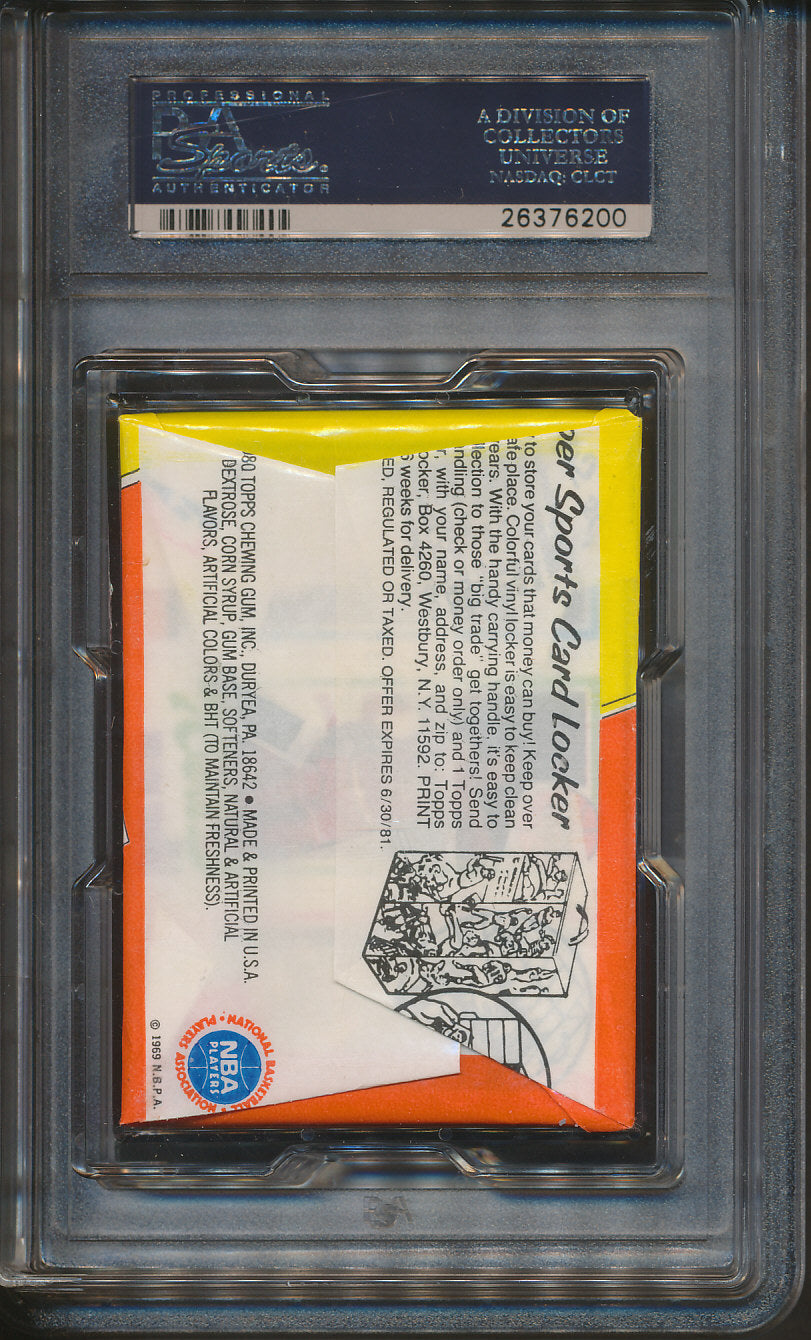 PROFESSIONAL
PSA
Sports
AUTHENTICATOR
A DIVISION OF
COLLECTORS
UNIVERSE
NASDAQ: CLCT
26376200
per Sports Card Locker
to store your cards that money can buy! Keep over
afe place. Colorful vinyl locker is easy to keep clean
ears. With the handy carrying handle, it's easy to
lection to those "big trade" get togethers! Send
ndling (check or money order only) and 1 Topps
r, with your name, address, and zip to: Topps
ocker, Box 4260, Westbury, N.Y. 11592. PRINT
6 weeks for delivery.
ED, REGULATED OR TAXED. OFFER EXPIRES 6/30/81.
980 TOPPS CHEWING GUM, INC., DURYEA, PA. 18642 • MADE & PRINTED IN U.S.A.
DEXTROSE, CORN SYRUP, GUM BASE, SOFTENERS, NATURAL & ARTIFICIAL
FLAVORS, ARTIFICIAL COLORS & BHT (TO MAINTAIN FRESHNESS).
NATIONAL BASKETBALL
NBA
PLAYERS
PLAYERS ASSOCIATION
© 1969 N.B.P.A.